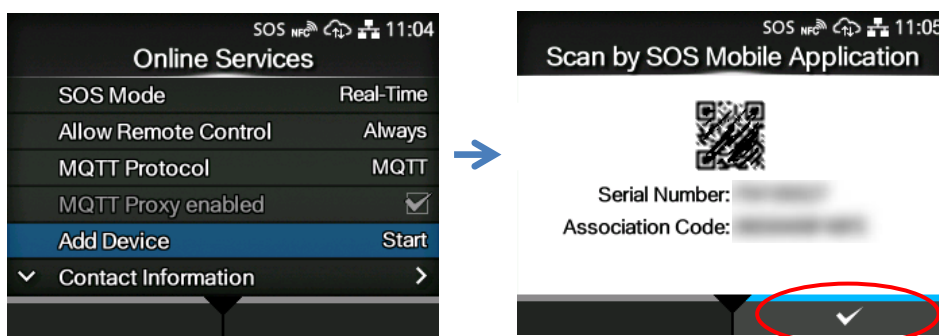 SOS NFC 11:04
Online Services
SOS Mode Real-Time
Allow Remote Control Always
MQTT Protocol MQTT
MQTT Proxy enabled
Add Device Start
Contact Information
SOS NFC 11:05
Scan by SOS Mobile Application
Serial Number:
Association Code: